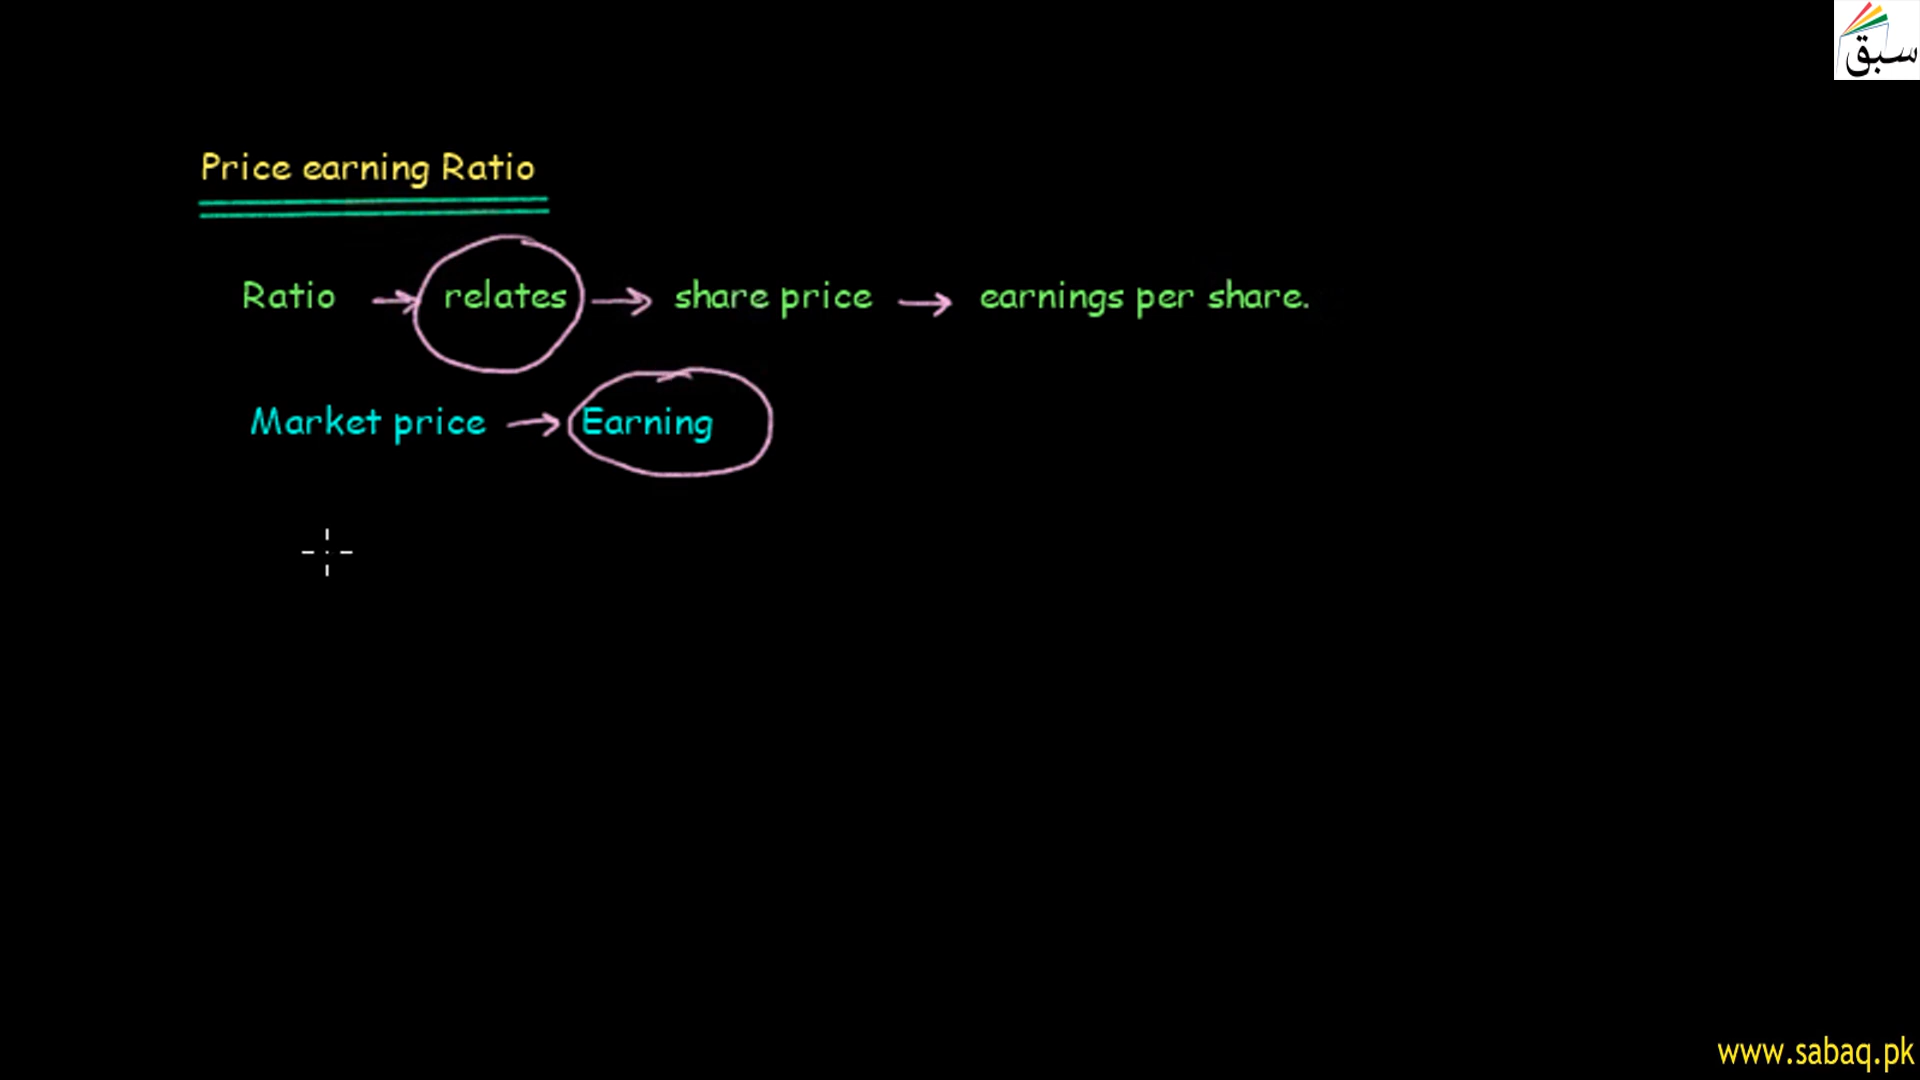 سبق
Price earning Ratio
Ratio → relates → share price → earnings per share.
Market price → Earning
www.sabaq.pk